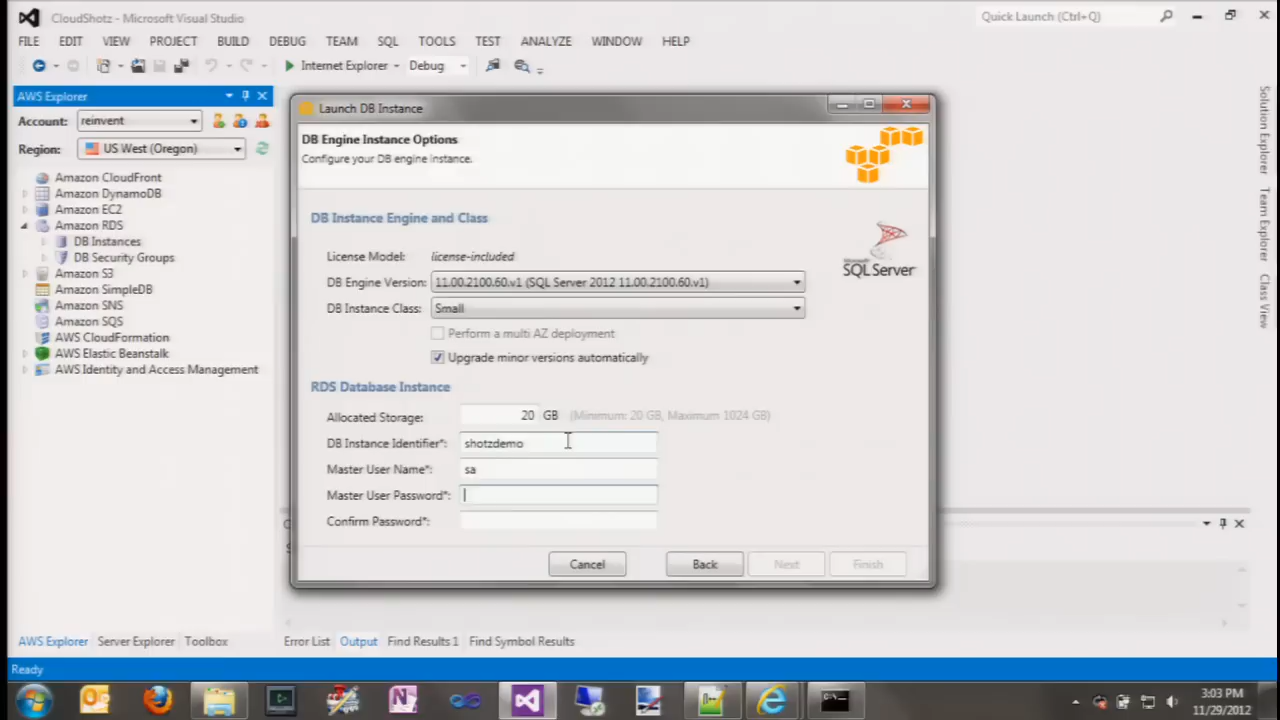 CloudShotz - Microsoft Visual Studio
Quick Launch (Ctrl+Q)
FILE EDIT VIEW PROJECT BUILD DEBUG TEAM SQL TOOLS TEST ANALYZE WINDOW HELP
Internet Explorer Debug
AWS Explorer
Account: reinvent
Region: US West (Oregon)
Amazon CloudFront
Amazon DynamoDB
Amazon EC2
Amazon RDS
DB Instances
DB Security Groups
Amazon S3
Amazon SimpleDB
Amazon SNS
Amazon SQS
AWS CloudFormation
AWS Elastic Beanstalk
AWS Identity and Access Management
Launch DB Instance
DB Engine Instance Options
Configure your DB engine instance.
DB Instance Engine and Class
License Model: license-included
DB Engine Version: 11.00.2100.60.v1 (SQL Server 2012 11.00.2100.60.v1)
DB Instance Class: Small
Perform a multi AZ deployment
Upgrade minor versions automatically
SQL Server
RDS Database Instance
Allocated Storage: 20 GB (Minimum: 20 GB, Maximum 1024 GB)
DB Instance Identifier*: shotzdemo
Master User Name*: sa
Master User Password*:
Confirm Password*:
Cancel Back Next Finish
Solution Explorer
Team Explorer
Class View
AWS Explorer Server Explorer Toolbox
Error List Output Find Results 1 Find Symbol Results
Ready
3:03 PM
11/29/2012